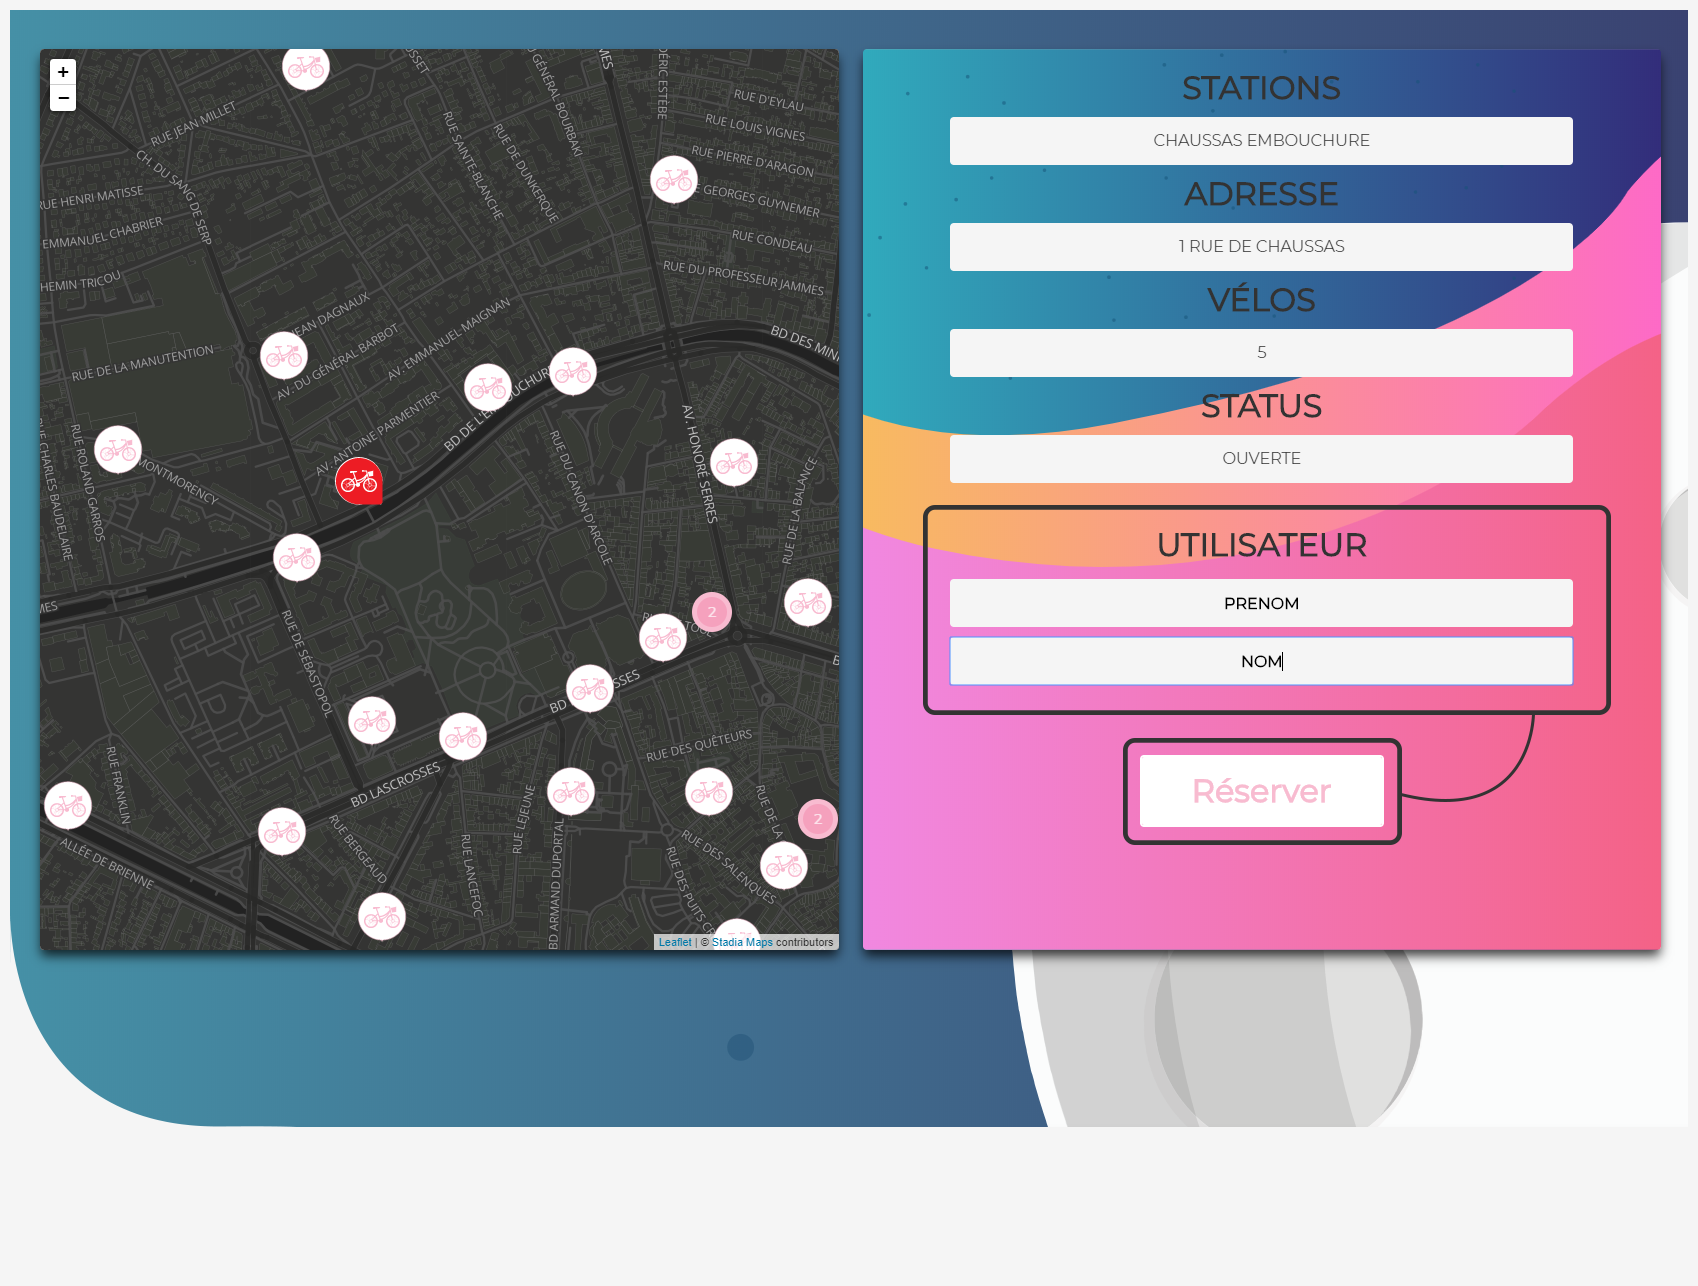 +
−
RUE JEAN MILLET
CH. DU SANG DE SERP
RUE HENRI MATISSE
EMMANUEL CHABRIER
HEMIN TRICOU
RUE DE LA MANUTENTION
JEAN DAGNAUX
AV. DU GÉNÉRAL BARBOT
AV. EMMANUEL MAIGNAN
AV. ANTOINE PARMENTIER
RUE SAINTE-BLANCHE
RUE DE DUNKERQUE
GÉNÉRAL BOURBAKI
RUE D'EYLAU
RUE LOUIS VIGNES
RUE PIERRE D'ARAGON
GEORGES GUYNEMER
RUE CONDEAU
RUE DU PROFESSEUR JAMMES
BD DES MINI
BD DE L'E
OUCHUR
AV. HONORÉ SERRES
RUE DU CANON D'ARCOLE
RUE DE LA BALANCE
RUE CHARLES BAUDELAIRE
RUE ROLAND GARROS
MONTMORENCY
MES
RUE DE SÉBASTOPOL
2
BD
SSES
RUE DES QUÊTEURS
RUE FRANKLIN
BD LASCROSSES
RUE LEJEUNE
RUE DE LA
2
RUE BERGEAUD
RUE LANCEFOC
BD ARMAND DUPORTAL
RUE DES SALENQUES
RUE DES PUITS CR
ALLÉE DE BRIENNE
Leaflet | © Stadia Maps contributors
STATIONS
CHAUSSAS EMBOUCHURE
ADRESSE
1 RUE DE CHAUSSAS
VÉLOS
5
STATUS
OUVERTE
UTILISATEUR
PRENOM
NOM
Réserver